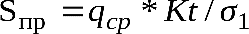 Sпр = qср * Kt / σ1